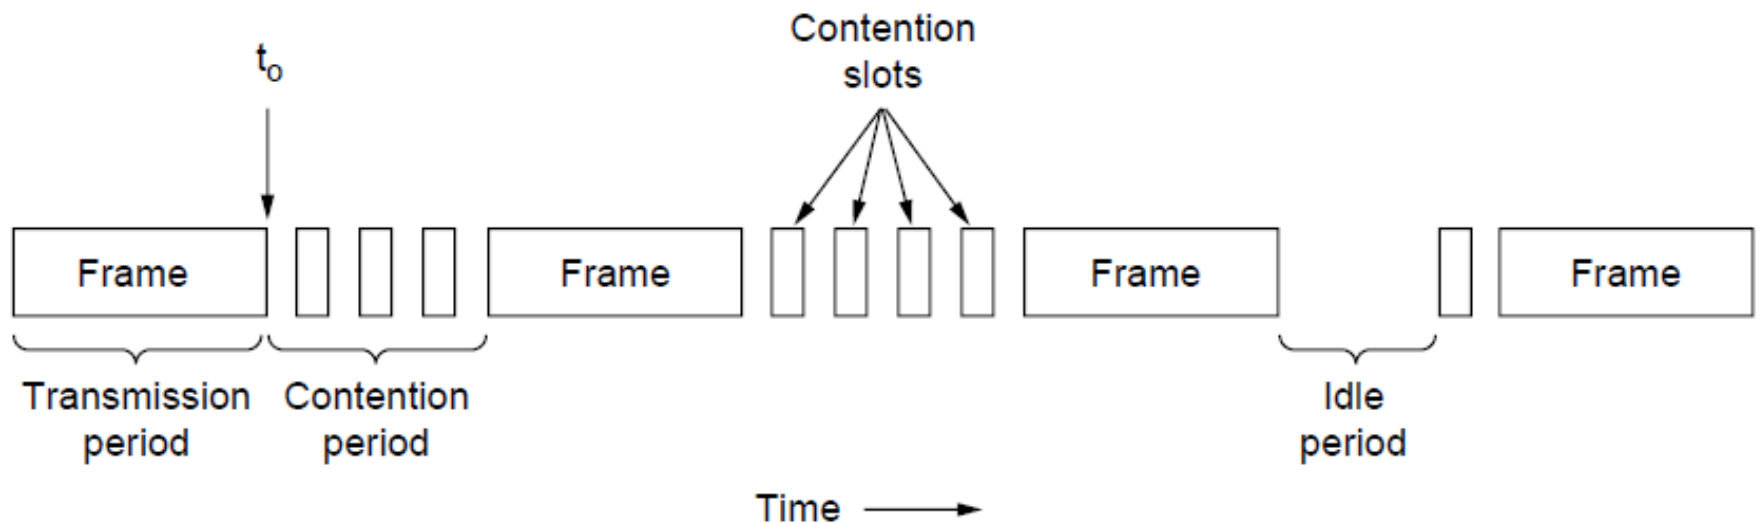 Contention
slots
t₀
Frame
Frame
Frame
Frame
Transmission
period
Contention
period
Idle
period
Time